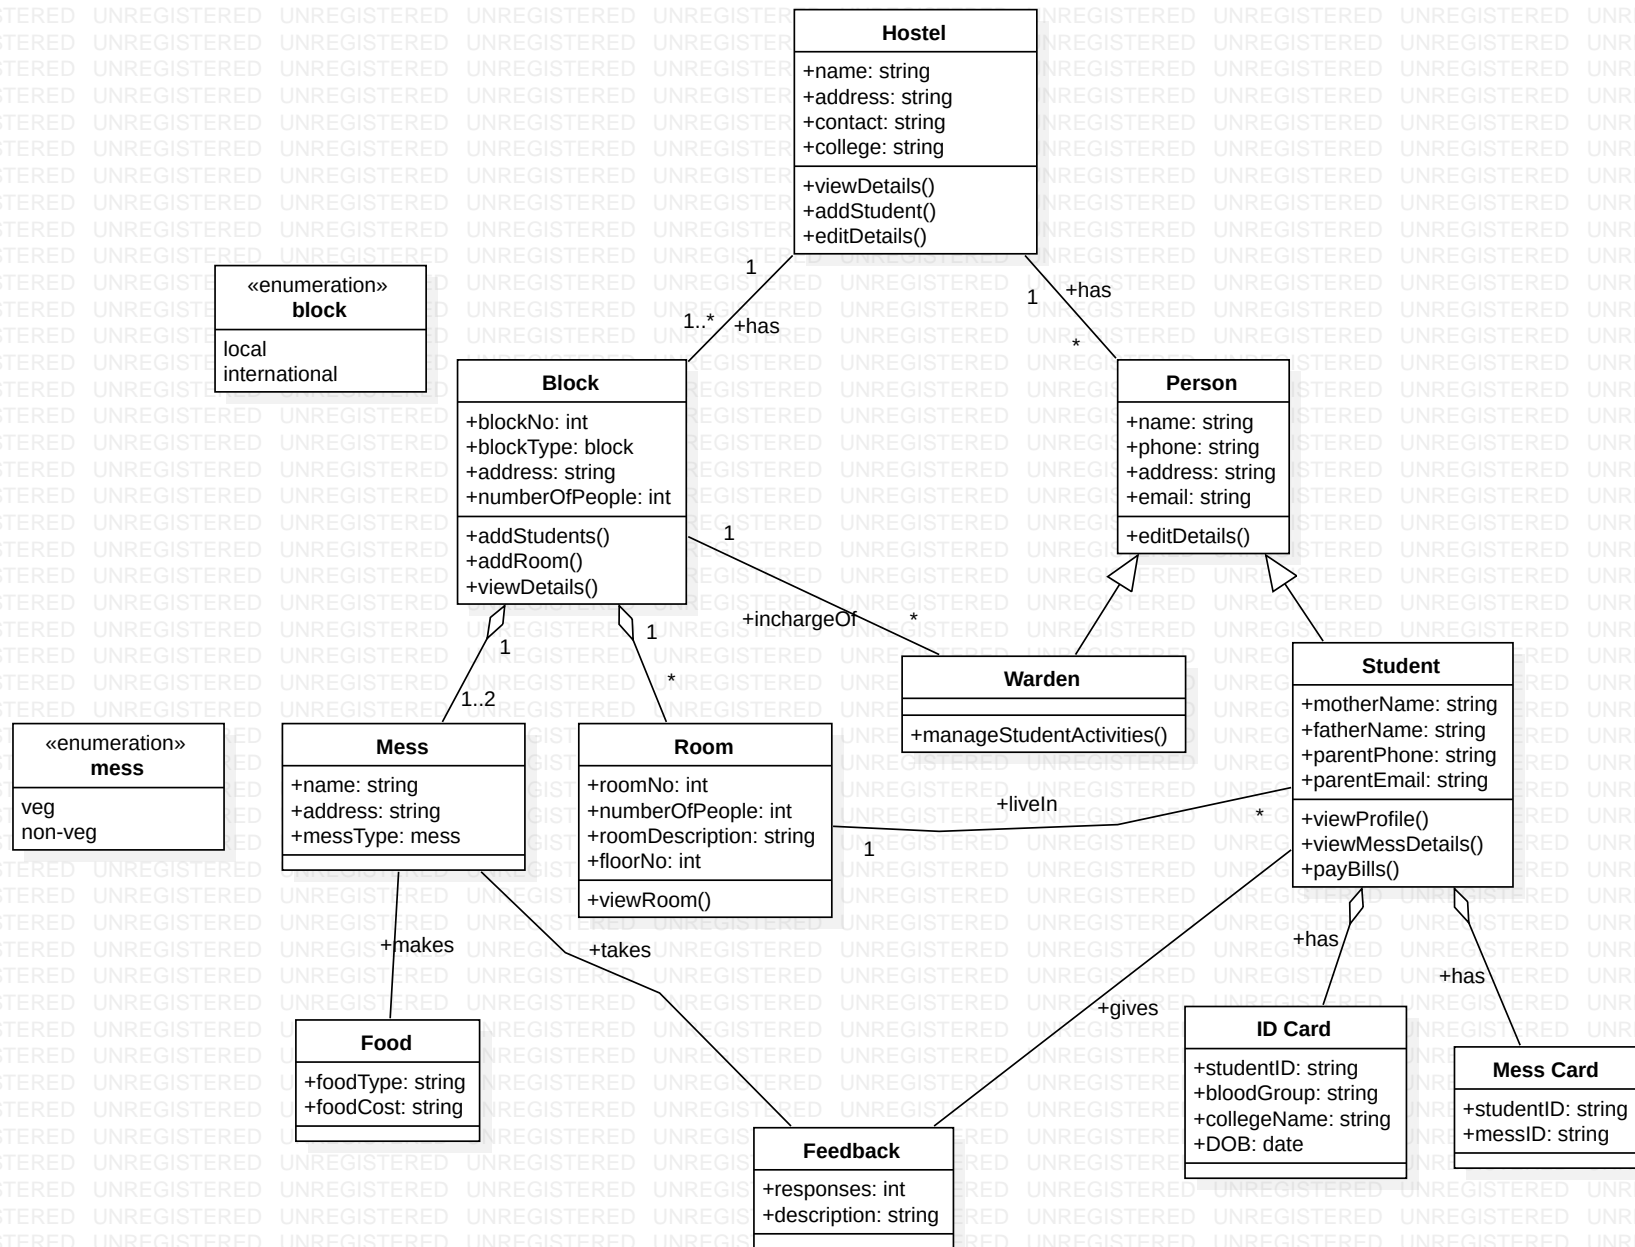 Hostel
+name: string
+address: string
+contact: string
+college: string
+viewDetails()
+addStudent()
+editDetails()
1
1..*
+has
1
+has
*
«enumeration»
block
local
international
Block
+blockNo: int
+blockType: block
+address: string
+numberOfPeople: int
+addStudents()
+addRoom()
+viewDetails()
Person
+name: string
+phone: string
+address: string
+email: string
+editDetails()
1
+inchargeOf
*
1
1..2
1
*
Warden
+manageStudentActivities()
Student
+motherName: string
+fatherName: string
+parentPhone: string
+parentEmail: string
+viewProfile()
+viewMessDetails()
+payBills()
«enumeration»
mess
veg
non-veg
Mess
+name: string
+address: string
+messType: mess
Room
+roomNo: int
+numberOfPeople: int
+roomDescription: string
+floorNo: int
+viewRoom()
+liveIn
*
1
+makes
+takes
+gives
+has
+has
Food
+foodType: string
+foodCost: string
ID Card
+studentID: string
+bloodGroup: string
+collegeName: string
+DOB: date
Mess Card
+studentID: string
+messID: string
Feedback
+responses: int
+description: string